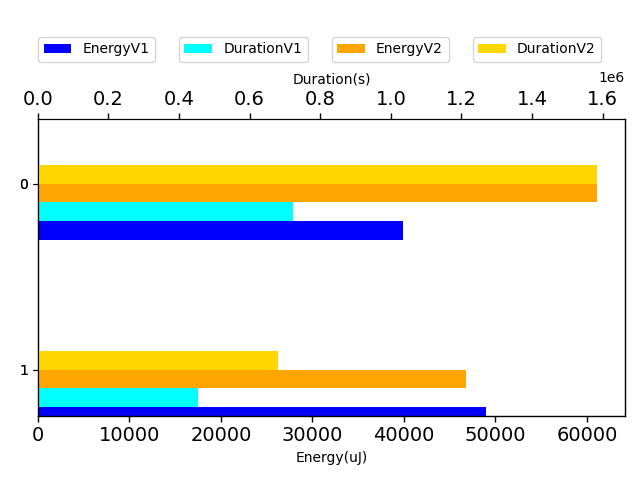 EnergyV1 DurationV1 EnergyV2 DurationV2
Duration(s) 1e6
0.0 0.2 0.4 0.6 0.8 1.0 1.2 1.4 1.6
0
1
0 10000 20000 30000 40000 50000 60000
Energy(uJ)